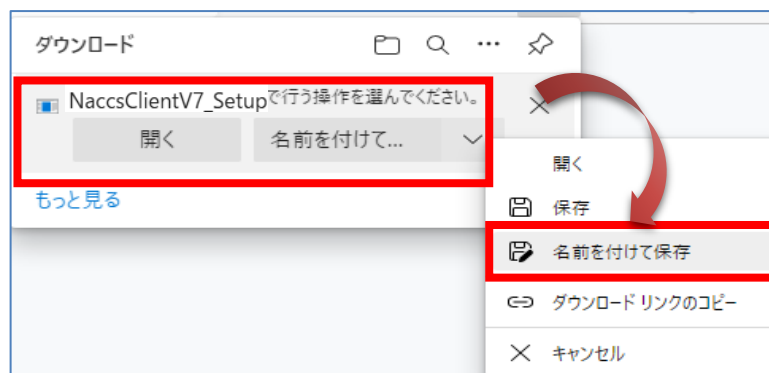 ダウンロード
NaccsClientV7_Setupで行う操作を選んでください。
開く
名前を付けて...
もっと見る
開く
保存
名前を付けて保存
ダウンロード リンクのコピー
キャンセル